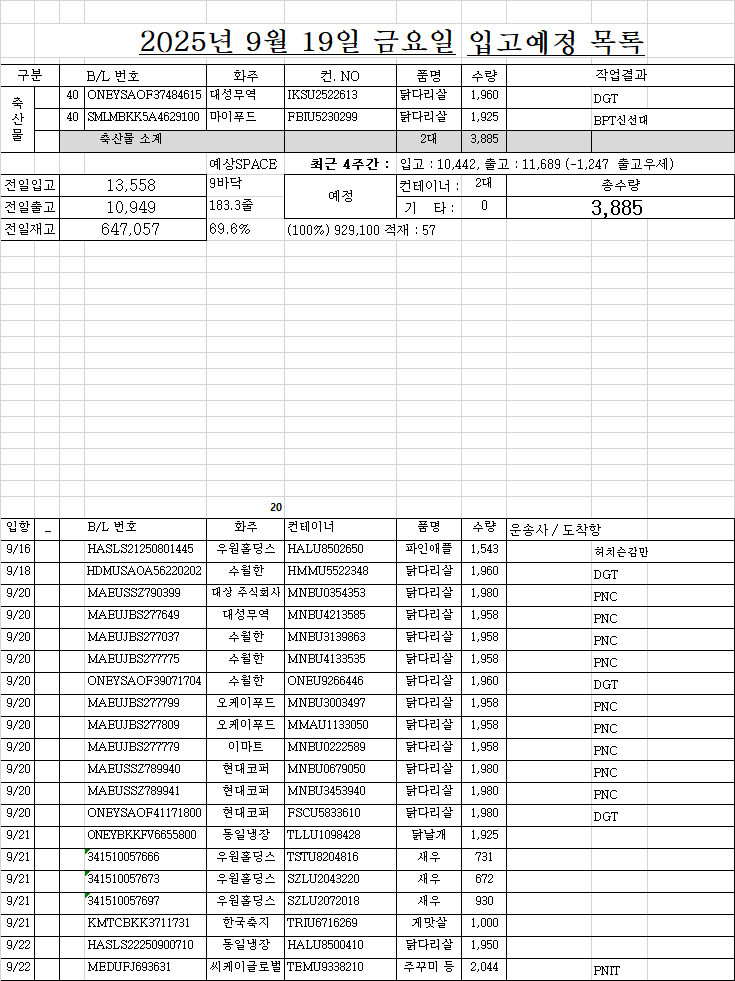 2025년 9월 19일 금요일 입고예정 목록
구분 B/L 번호 화주 컨. NO 품명 수량 작업결과
축산물
40 ONEYSAOF37484615 대성무역 IKSU2522613 닭다리살 1,960 DGT
40 SMLMBKK5A4629100 마이푸드 FBIU5230299 닭다리살 1,925 BPT신선대
축산물 소계 2대 3,885
예상SPACE 최근 4주간 : 입고 : 10,442, 출고 : 11,689 (-1,247 출고우세)
전일입고 13,558 9바닥 예정 컨테이너 : 2대 총수량
전일출고 10,949 183.3줄 기 타 : 0 3,885
전일재고 647,057 69.6% (100%) 929,100 적재 : 57
20
입항 _ B/L 번호 화주 컨테이너 품명 수량 운송사 / 도착항
9/16 HASLS21250801445 우원홀딩스 HALU8502650 파인애플 1,543 허치슨감만
9/18 HDMUSAOA56220202 수월한 HMMU5522348 닭다리살 1,960 DGT
9/20 MAEUSSZ790399 대상 주식회사 MNBU0354353 닭다리살 1,980 PNC
9/20 MAEUJBS277649 대성무역 MNBU4213585 닭다리살 1,958 PNC
9/20 MAEUJBS277037 수월한 MNBU3139863 닭다리살 1,958 PNC
9/20 MAEUJBS277775 수월한 MNBU4133535 닭다리살 1,958 PNC
9/20 ONEYSAOF39071704 수월한 ONEU9266446 닭다리살 1,960 DGT
9/20 MAEUJBS277799 오케이푸드 MNBU3003497 닭다리살 1,958 PNC
9/20 MAEUJBS277809 오케이푸드 MMAU1133050 닭다리살 1,958 PNC
9/20 MAEUJBS277779 이마트 MNBU0222589 닭다리살 1,958 PNC
9/20 MAEUSSZ789940 현대코퍼 MNBU0679050 닭다리살 1,980 PNC
9/20 MAEUSSZ789941 현대코퍼 MNBU3453940 닭다리살 1,980 PNC
9/20 ONEYSAOF41171800 현대코퍼 FSCU5833610 닭다리살 1,980 DGT
9/21 ONEYBKKFV6655800 동일냉장 TLLU1098428 닭날개 1,925
9/21 341510057666 우원홀딩스 TSTU8204816 새우 731
9/21 341510057673 우원홀딩스 SZLU2043220 새우 672
9/21 341510057697 우원홀딩스 SZLU2072018 새우 930
9/21 KMTCBKK3711731 한국축지 TRIU6716269 게맛살 1,000
9/22 HASLS22250900710 동일냉장 HALU8500410 닭다리살 1,950
9/22 MEDUFJ693631 씨케이글로벌 TEMU9338210 주꾸미 등 2,044 PNIT